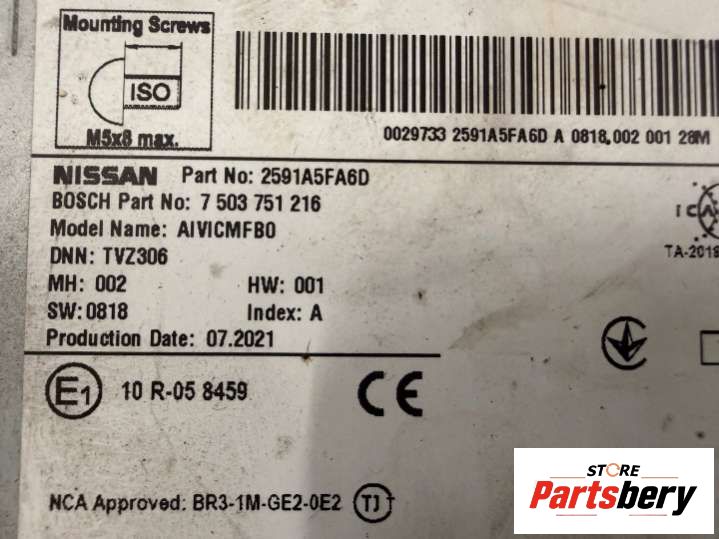 Mounting Screws
ISO
M5x8 max.
0029733 2591A5FA6D A 0818.002 001 28M
NISSAN Part No: 2591A5FA6D
BOSCH Part No: 7 503 751 216
Model Name: AIVICMFB0
DNN: TVZ306
MH: 002 HW: 001
SW:0818 Index: A
Production Date: 07.2021
ICA
TA-2019
E1 10 R-05 8459 CE
NCA Approved: BR3-1M-GE2-0E2 TJ
STORE
Partsbery